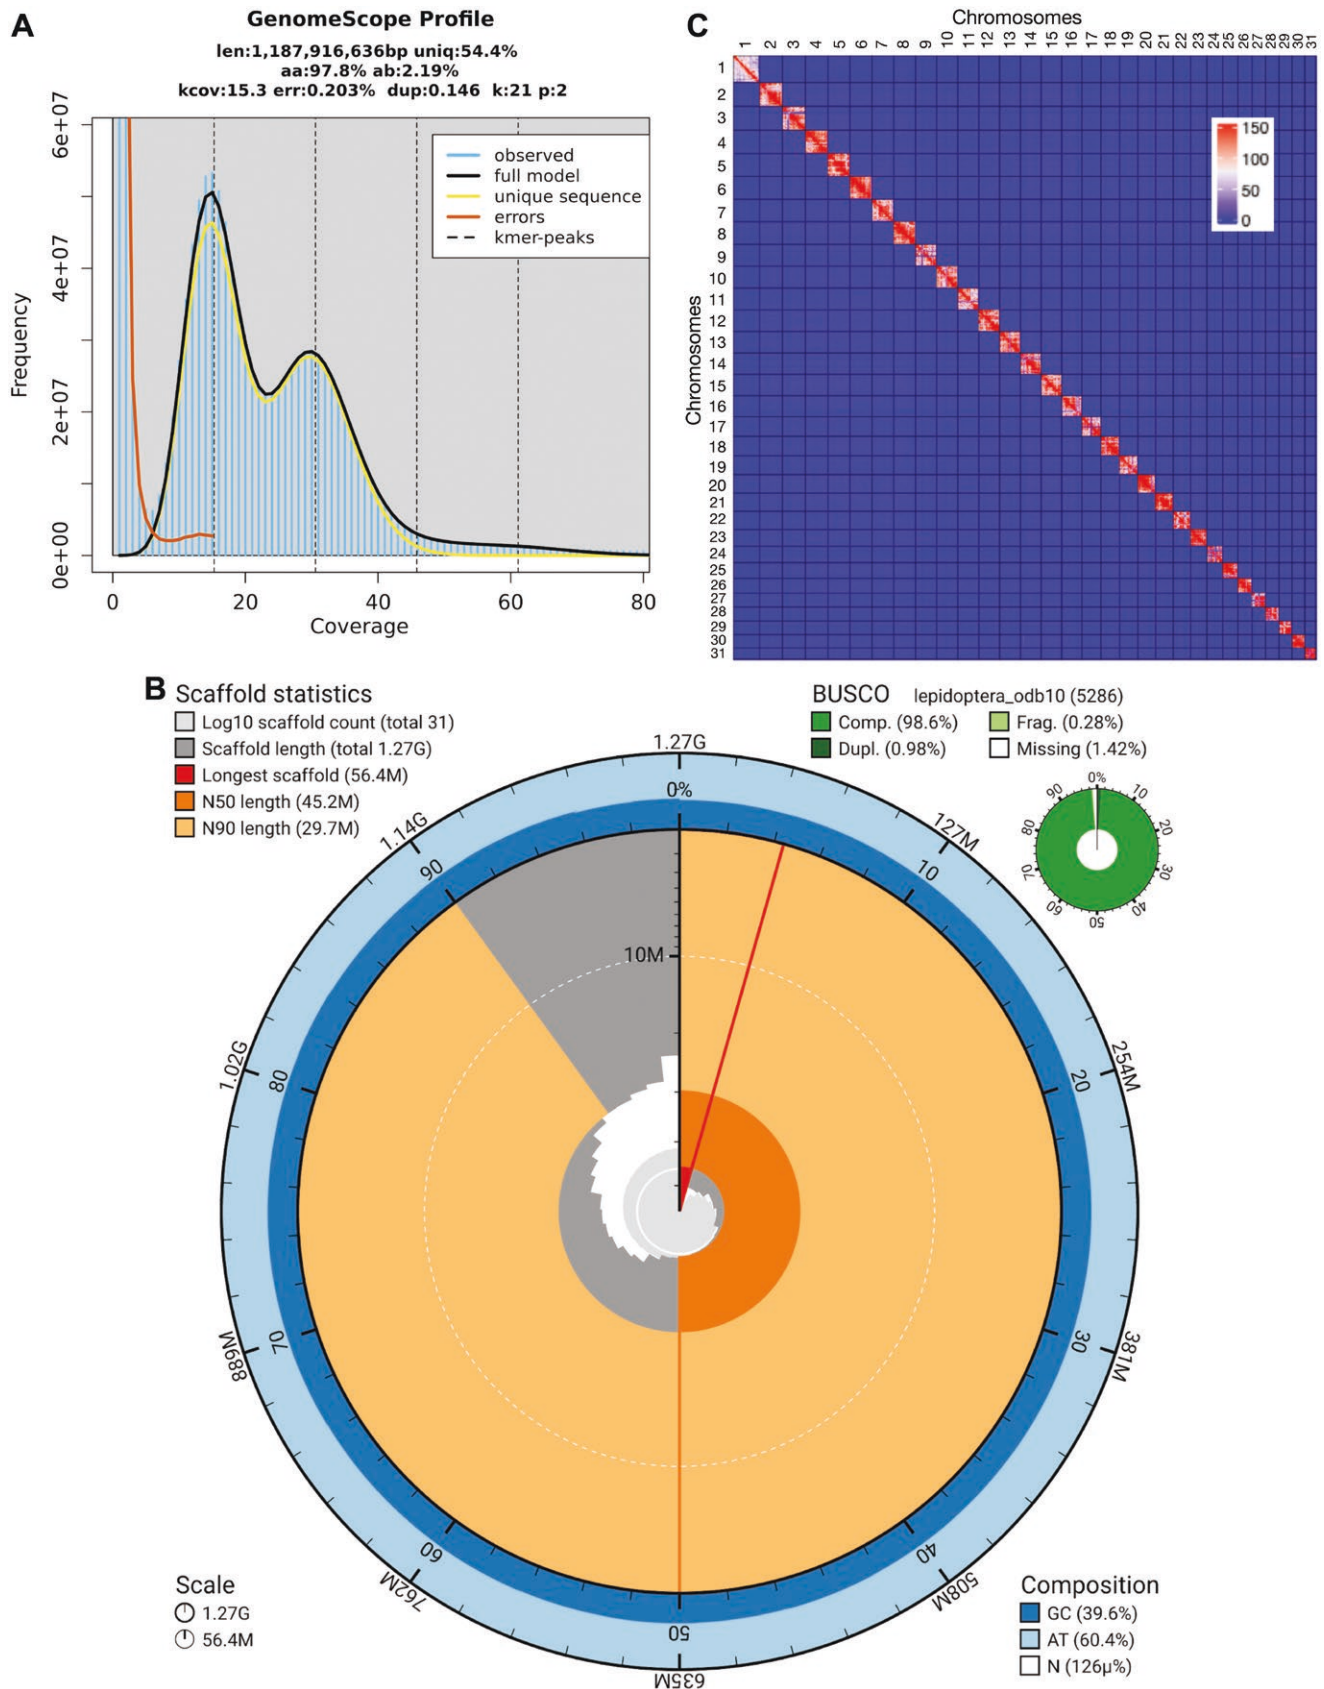 A
GenomeScope Profile
len:1,187,916,636bp uniq:54.4%
aa:97.8% ab:2.19%
kcov:15.3 err:0.203% dup:0.146 k:21 p:2
observed
full model
unique sequence
errors
kmer-peaks
Frequency
0e+00
2e+07
4e+07
6e+07
0
20
40
60
80
Coverage
C
Chromosomes
1 2 3 4 5 6 7 8 9 10 11 12 13 14 15 16 17 18 19 20 21 22 23 24 25 26 27 28 29 30 31
Chromosomes
1
2
3
4
5
6
7
8
9
10
11
12
13
14
15
16
17
18
19
20
21
22
23
24
25
26
27
28
29
30
31
150
100
50
0
B
Scaffold statistics
Log10 scaffold count (total 31)
Scaffold length (total 1.27G)
Longest scaffold (56.4M)
N50 length (45.2M)
N90 length (29.7M)
BUSCO lepidoptera_odb10 (5286)
Comp. (98.6%)
Frag. (0.28%)
Dupl. (0.98%)
Missing (1.42%)
0%
10
20
30
40
50
60
70
80
90
1.27G
127M
254M
381M
508M
635M
762M
889M
1.02G
1.14G
0%
10
20
30
40
50
60
70
80
90
10M
Scale
1.27G
56.4M
Composition
GC (39.6%)
AT (60.4%)
N (126µ%)